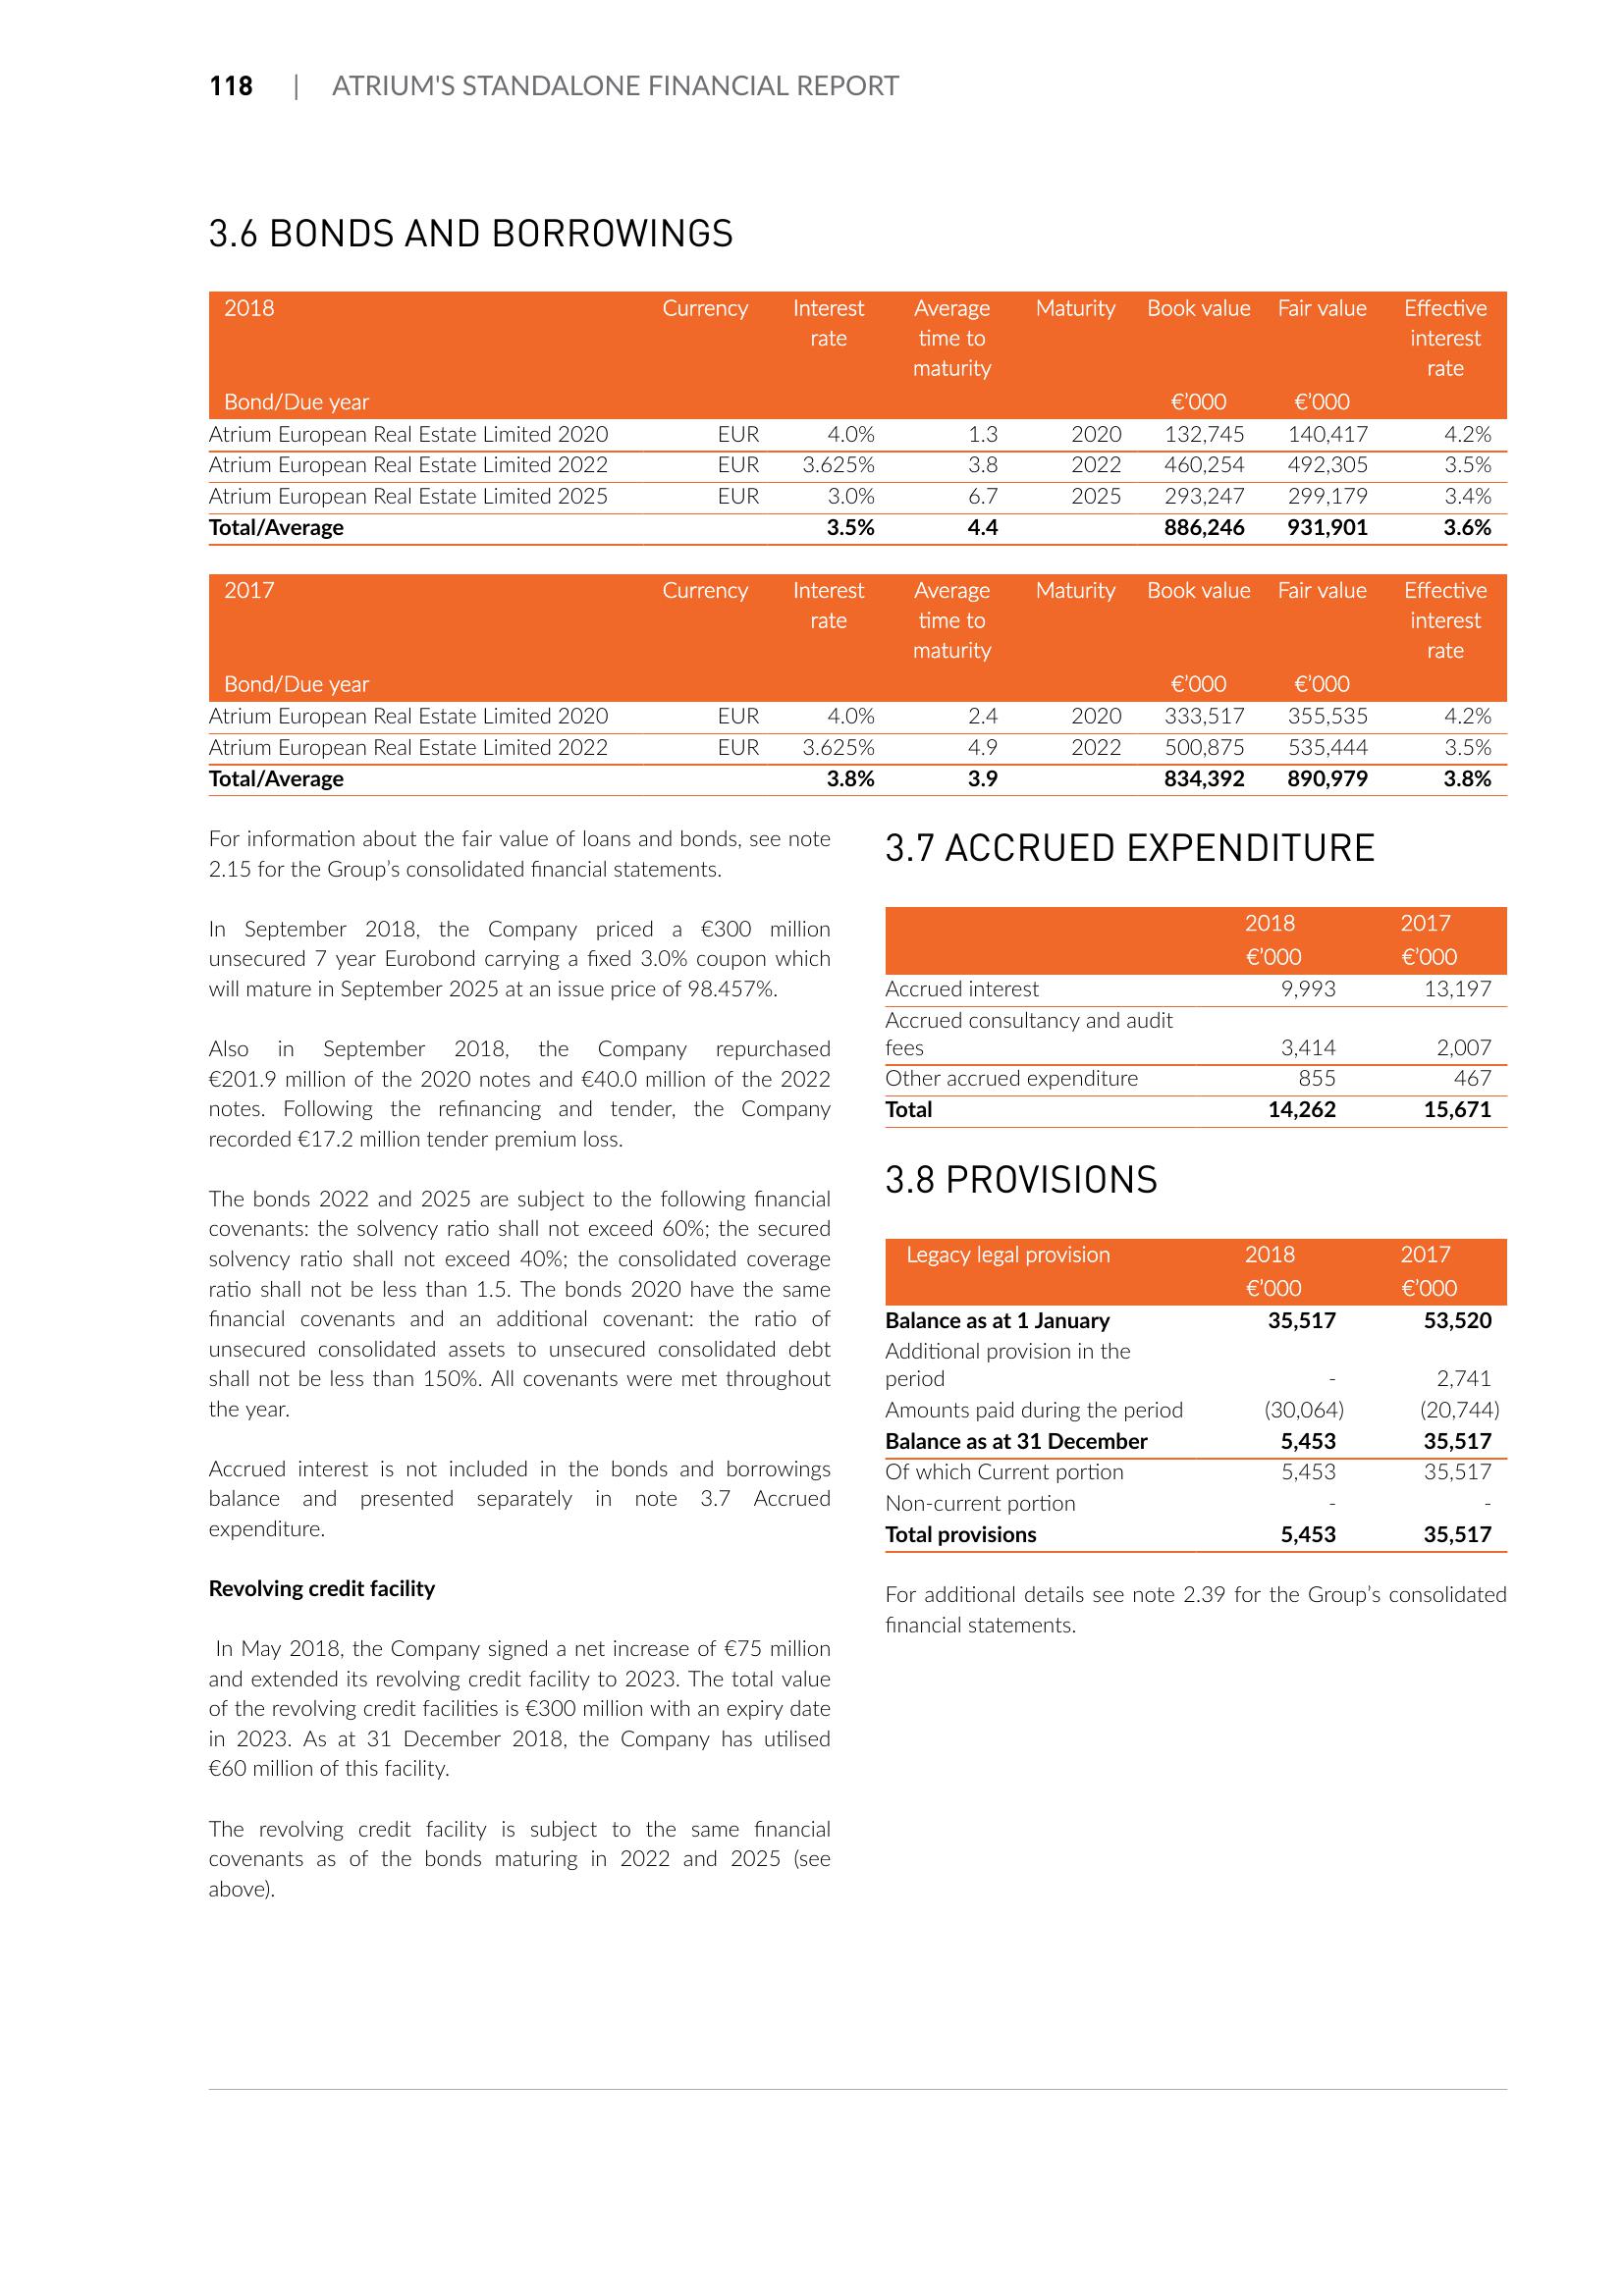 118 | ATRIUM'S STANDALONE FINANCIAL REPORT
3.6 BONDS AND BORROWINGS
2018 Currency Interest Average Maturity Book value Fair value Effective
rate time to interest
maturity rate
Bond/Due year €'000 €'000
Atrium European Real Estate Limited 2020 EUR 4.0% 1.3 2020 132,745 140,417 4.2%
Atrium European Real Estate Limited 2022 EUR 3.625% 3.8 2022 460,254 492,305 3.5%
Atrium European Real Estate Limited 2025 EUR 3.0% 6.7 2025 293,247 299,179 3.4%
Total/Average 3.5% 4.4 886,246 931,901 3.6%
2017 Currency Interest Average Maturity Book value Fair value Effective
rate time to interest
maturity rate
Bond/Due year €'000 €'000
Atrium European Real Estate Limited 2020 EUR 4.0% 2.4 2020 333,517 355,535 4.2%
Atrium European Real Estate Limited 2022 EUR 3.625% 4.9 2022 500,875 535,444 3.5%
Total/Average 3.8% 3.9 834,392 890,979 3.8%
For information about the fair value of loans and bonds, see note
2.15 for the Group's consolidated financial statements.
In September 2018, the Company priced a €300 million
unsecured 7 year Eurobond carrying a fixed 3.0% coupon which
will mature in September 2025 at an issue price of 98.457%.
Also in September 2018, the Company repurchased
€201.9 million of the 2020 notes and €40.0 million of the 2022
notes. Following the refinancing and tender, the Company
recorded €17.2 million tender premium loss.
The bonds 2022 and 2025 are subject to the following financial
covenants: the solvency ratio shall not exceed 60%; the secured
solvency ratio shall not exceed 40%; the consolidated coverage
ratio shall not be less than 1.5. The bonds 2020 have the same
financial covenants and an additional covenant: the ratio of
unsecured consolidated assets to unsecured consolidated debt
shall not be less than 150%. All covenants were met throughout
the year.
Accrued interest is not included in the bonds and borrowings
balance and presented separately in note 3.7 Accrued
expenditure.
Revolving credit facility
In May 2018, the Company signed a net increase of €75 million
and extended its revolving credit facility to 2023. The total value
of the revolving credit facilities is €300 million with an expiry date
in 2023. As at 31 December 2018, the Company has utilised
€60 million of this facility.
The revolving credit facility is subject to the same financial
covenants as of the bonds maturing in 2022 and 2025 (see
above).
3.7 ACCRUED EXPENDITURE
2018 2017
€'000 €'000
Accrued interest 9,993 13,197
Accrued consultancy and audit
fees 3,414 2,007
Other accrued expenditure 855 467
Total 14,262 15,671
3.8 PROVISIONS
Legacy legal provision 2018 2017
€'000 €'000
Balance as at 1 January 35,517 53,520
Additional provision in the
period - 2,741
Amounts paid during the period (30,064) (20,744)
Balance as at 31 December 5,453 35,517
Of which Current portion 5,453 35,517
Non-current portion - -
Total provisions 5,453 35,517
For additional details see note 2.39 for the Group's consolidated
financial statements.